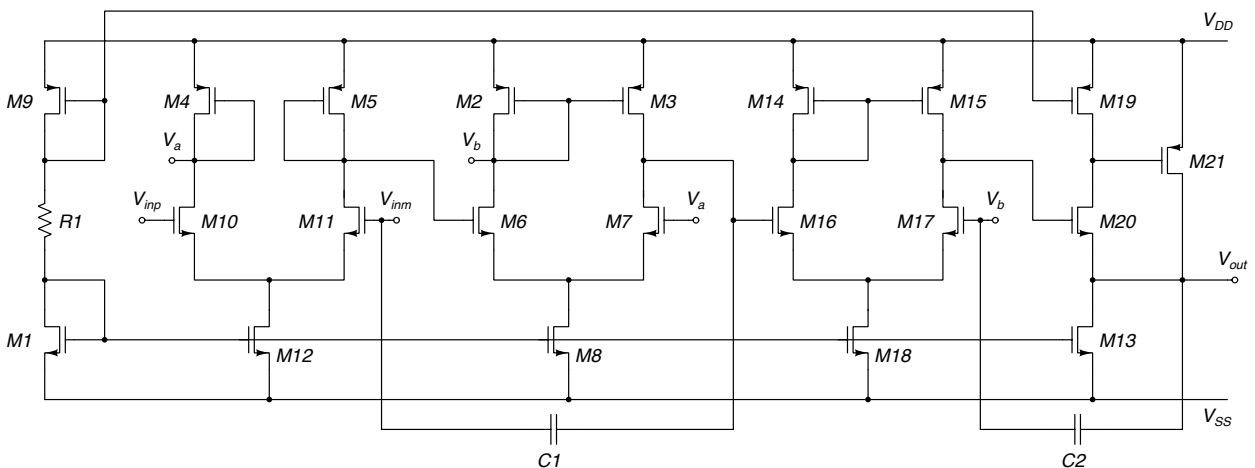 V_DD
M9
M4
M5
M2
M3
M14
M15
M19
V_a
V_b
M21
V_inp
V_inm
V_a
V_b
R1
M10
M11
M6
M7
M16
M17
M20
V_out
M1
M12
M8
M18
M13
V_SS
C1
C2